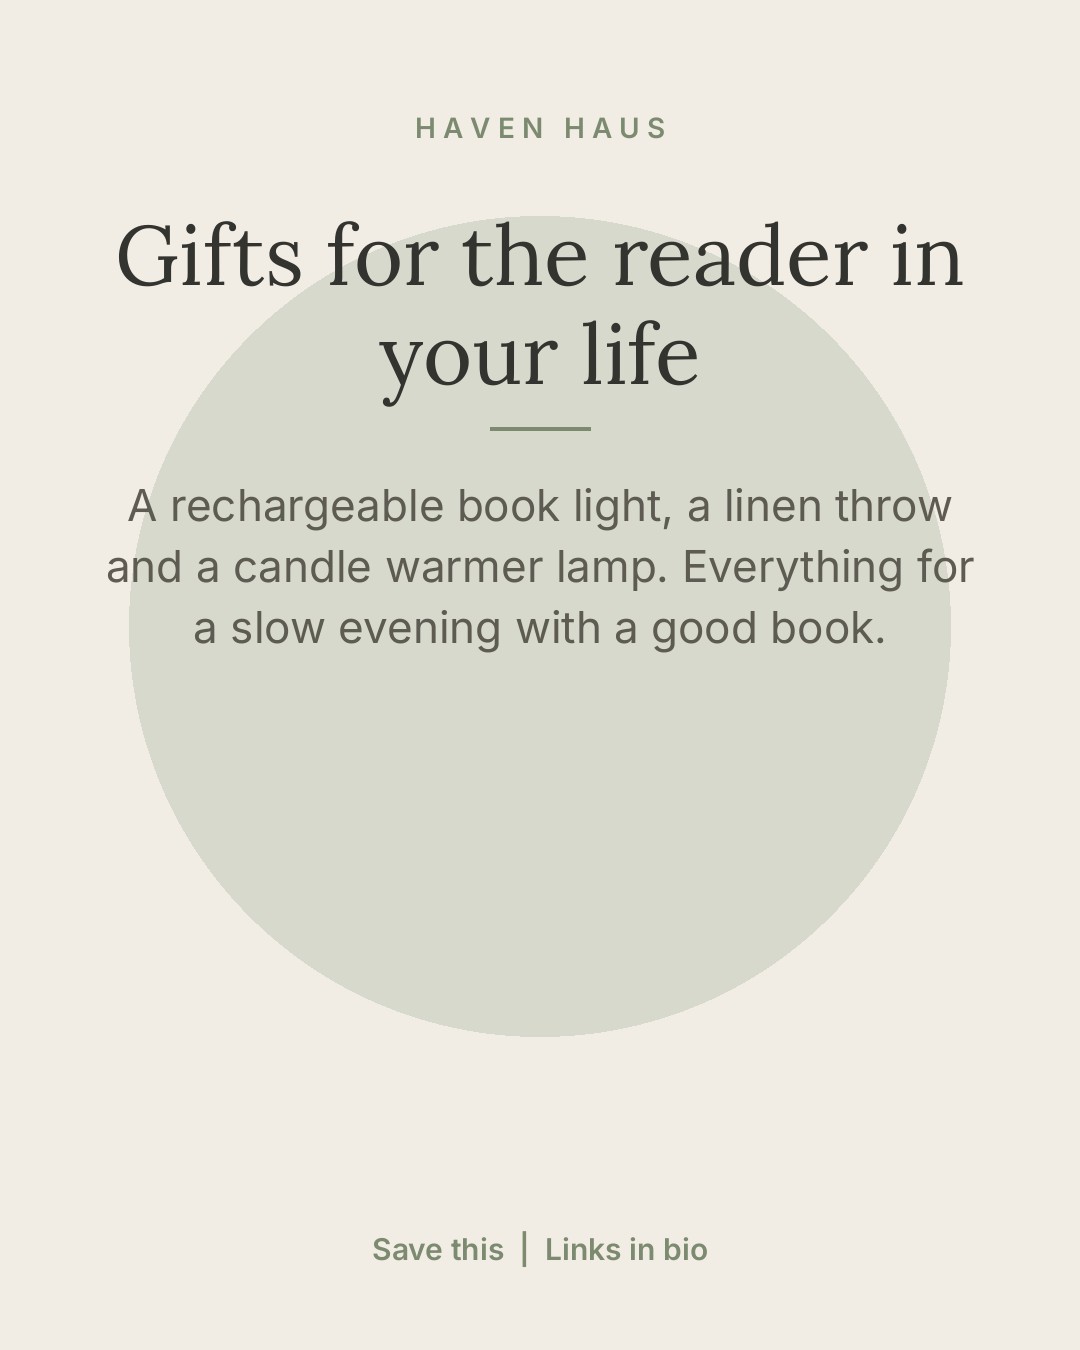 HAVEN HAUS
Gifts for the reader in
your life
A rechargeable book light, a linen throw
and a candle warmer lamp. Everything for
a slow evening with a good book.
Save this | Links in bio